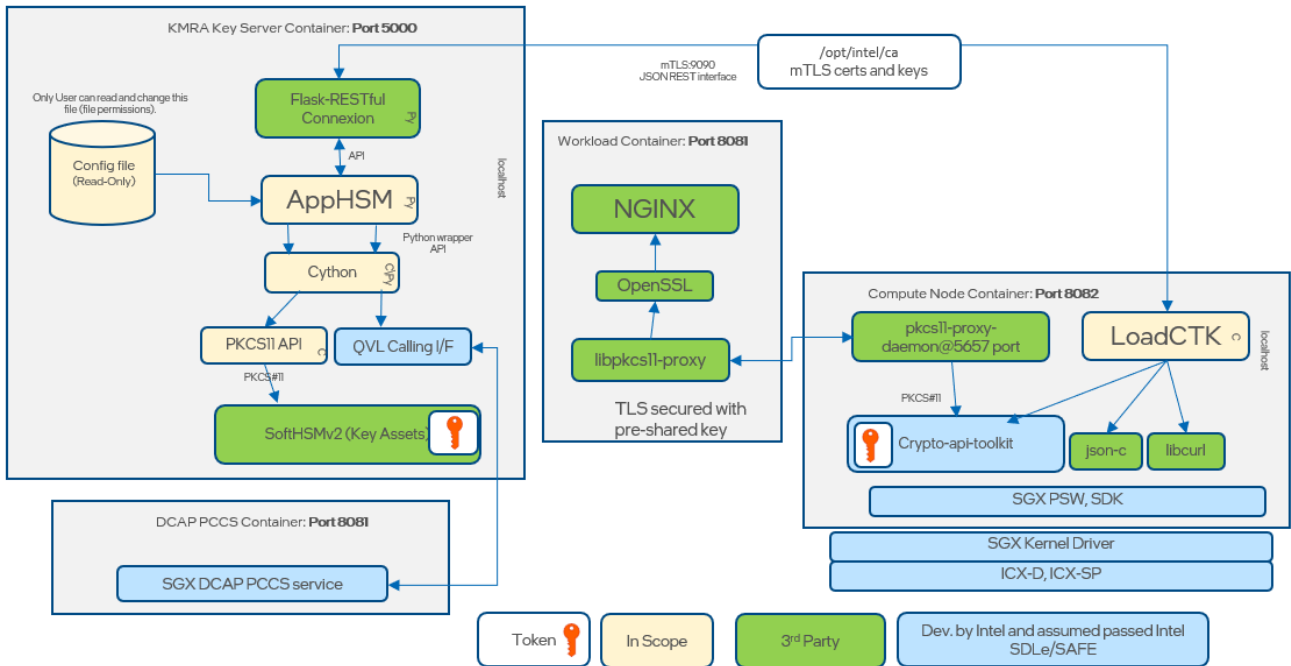 KMRA Key Server Container: Port 5000
/opt/intel/ca
mTLS certs and keys
mTLS:9090
JSON REST interface
Only User can read and change this
file (file permissions).
Flask-RESTful
Connexion
Py
API
localhost
Config file
(Read-Only)
AppHSM
Py
Python wrapper
API
Cython
C\Py
PKCS11 API
C
QVL Calling I/F
PKCS#11
SoftHSMv2 (Key Assets)
Workload Container: Port 8081
NGINX
OpenSSL
libpkcs11-proxy
TLS secured with
pre-shared key
Compute Node Container: Port 8082
pkcs11-proxy-
daemon@5657 port
LoadCTK
C
localhost
PKCS#11
Crypto-api-toolkit
json-c
libcurl
SGX PSW, SDK
SGX Kernel Driver
ICX-D, ICX-SP
DCAP PCCS Container: Port 8081
SGX DCAP PCCS service
Token
In Scope
3rd Party
Dev. by Intel and assumed passed Intel
SDLe/SAFE